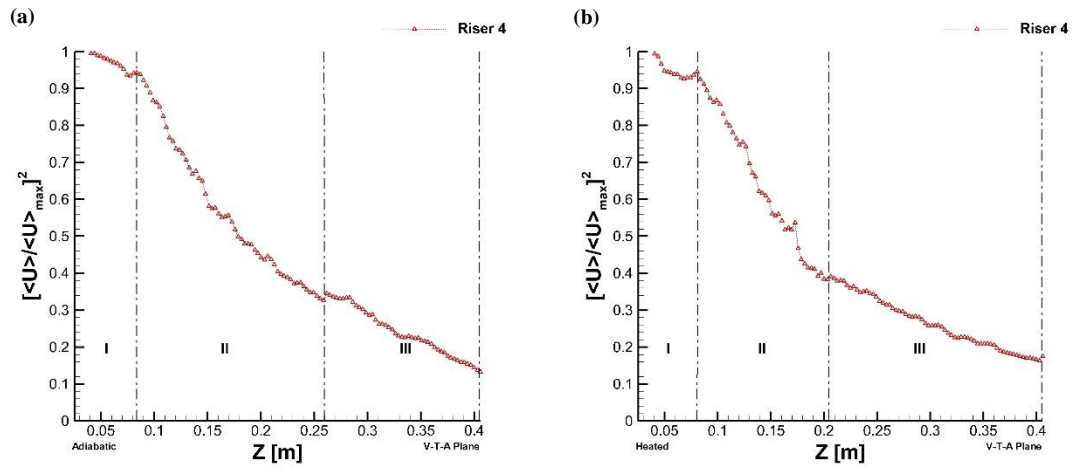 (a)
Riser 4
[<U>/<U>max]²
1
0.9
0.8
0.7
0.6
0.5
0.4
0.3
0.2
0.1
0
I II III
0.05 0.1 0.15 0.2 0.25 0.3 0.35 0.4
Adiabatic Z [m] V-T-A Plane
(b)
Riser 4
[<U>/<U>max]²
1
0.9
0.8
0.7
0.6
0.5
0.4
0.3
0.2
0.1
0
I II III
0.05 0.1 0.15 0.2 0.25 0.3 0.35 0.4
Heated Z [m] V-T-A Plane